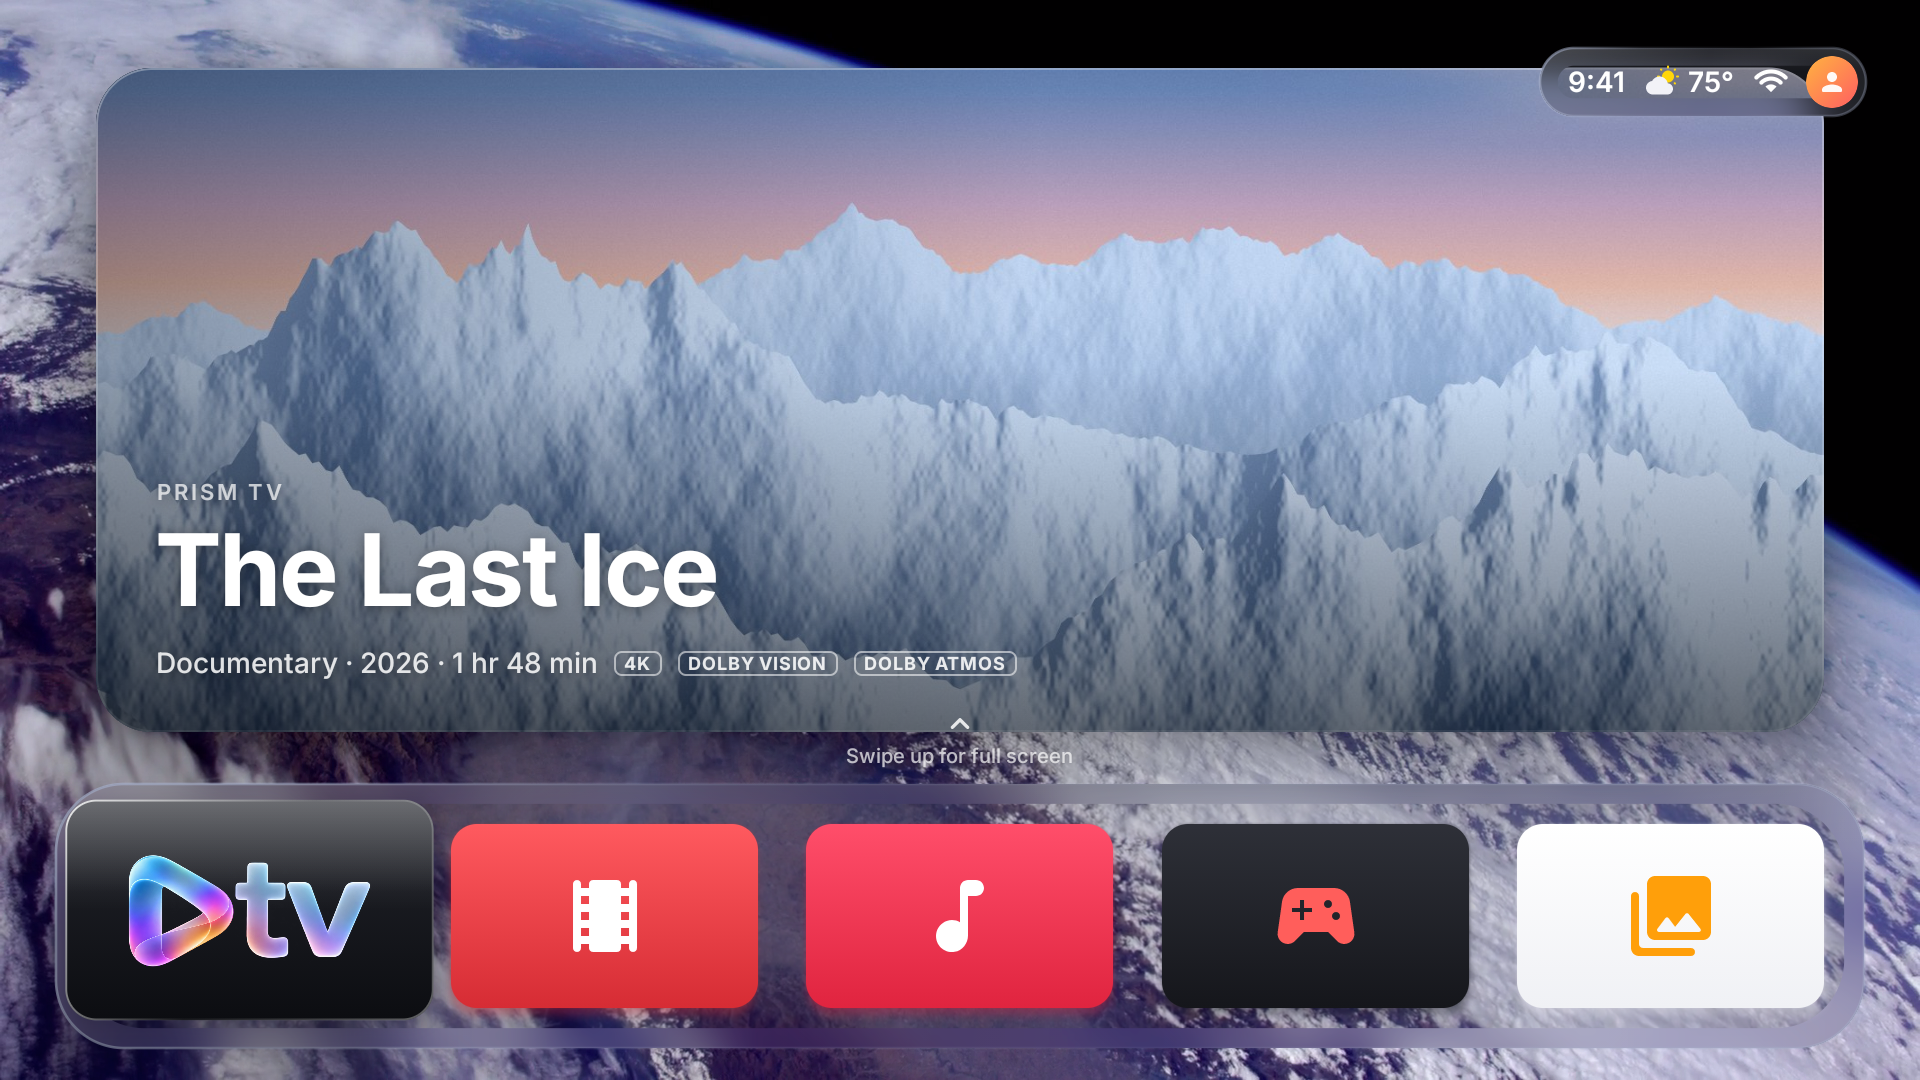 9:41 75°
PRISM TV
The Last Ice
Documentary · 2026 · 1 hr 48 min 4K DOLBY VISION DOLBY ATMOS
Swipe up for full screen
tv